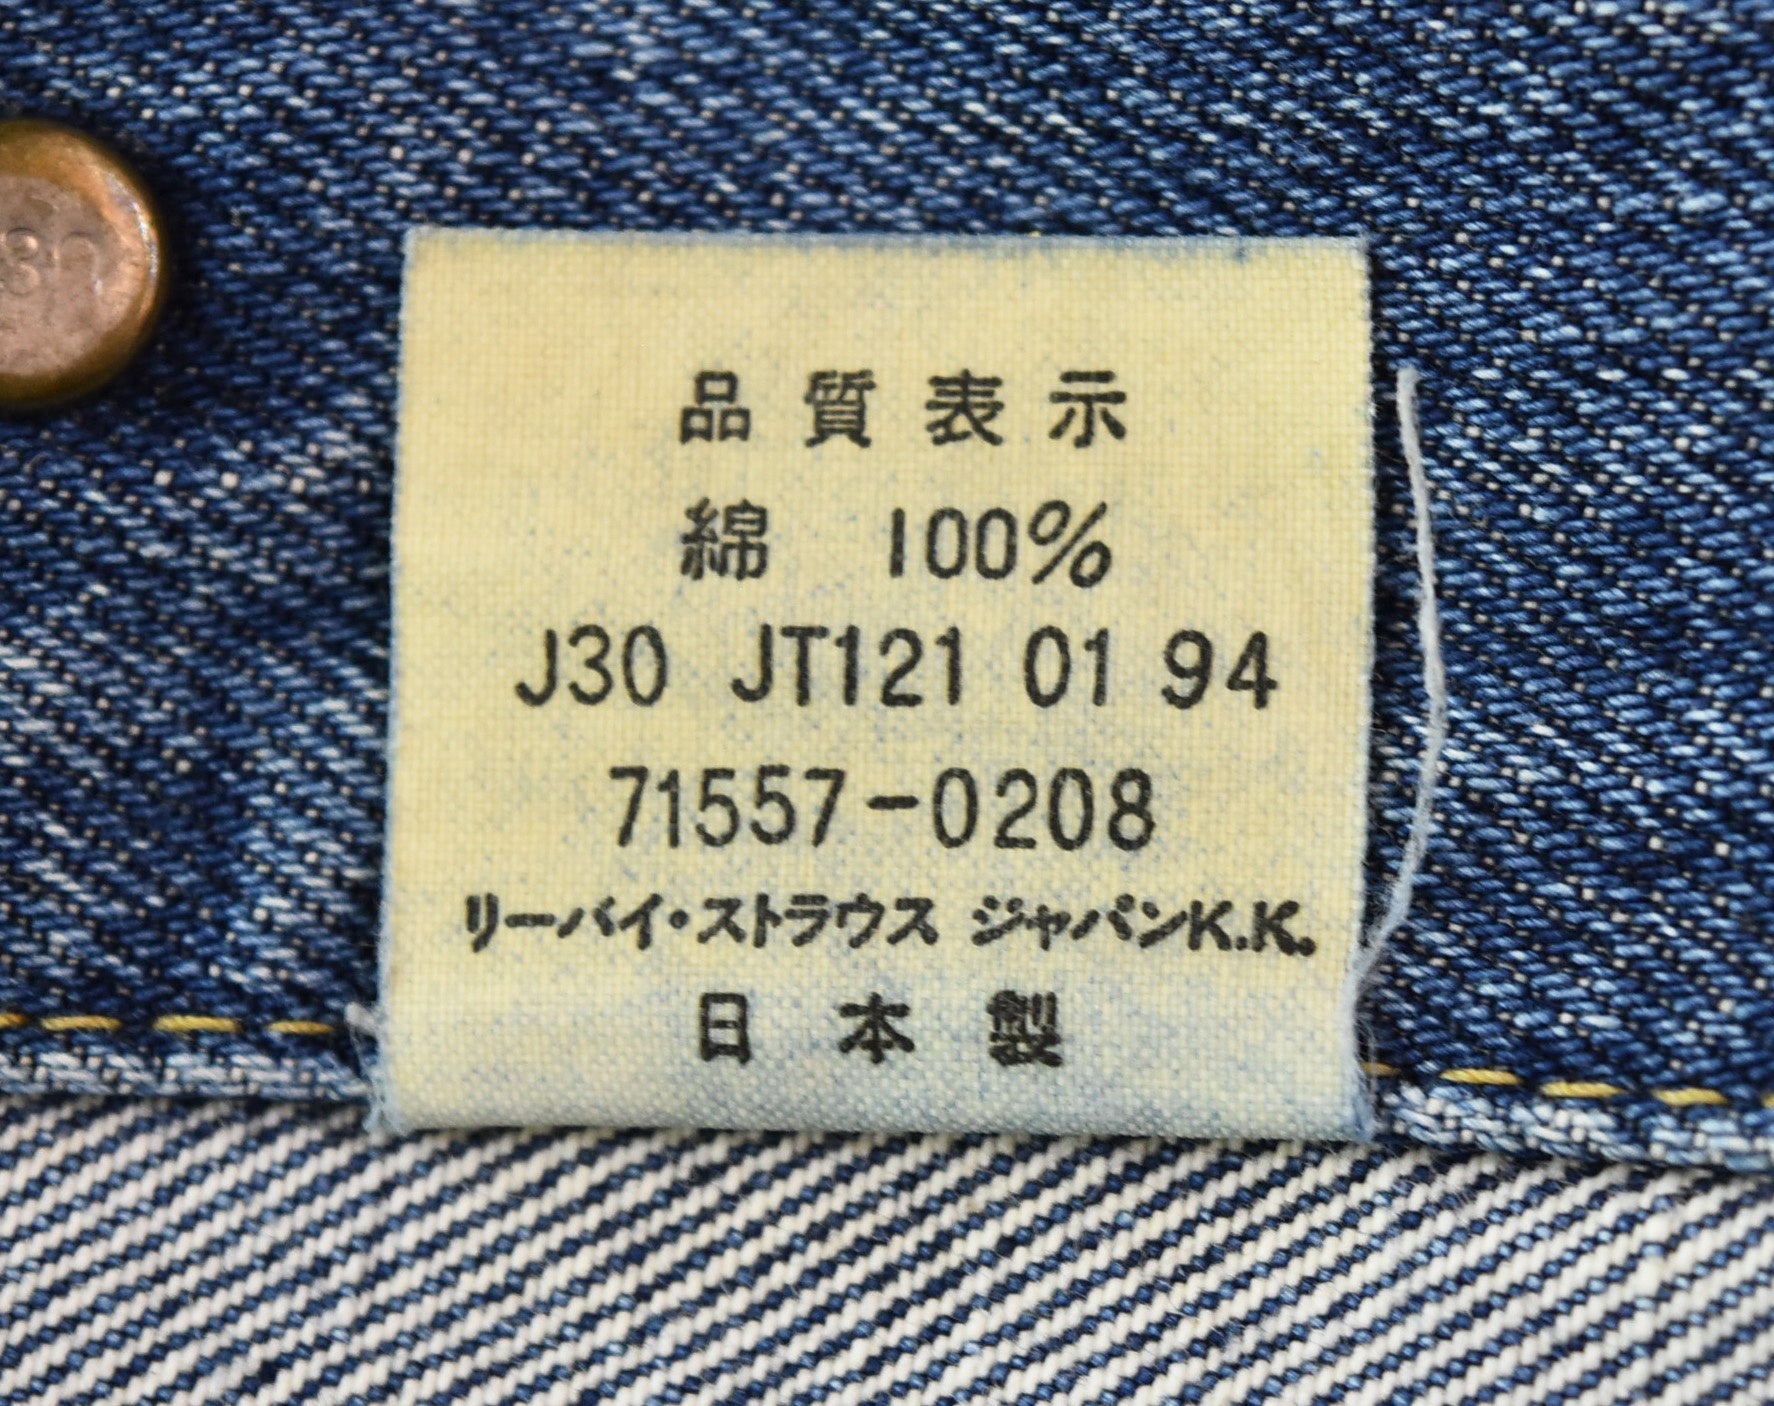 品質表示
綿 100%
J30 JT121 01 94
71557-0208
リーバイ・ストラウス ジャパンK.K.
日本製